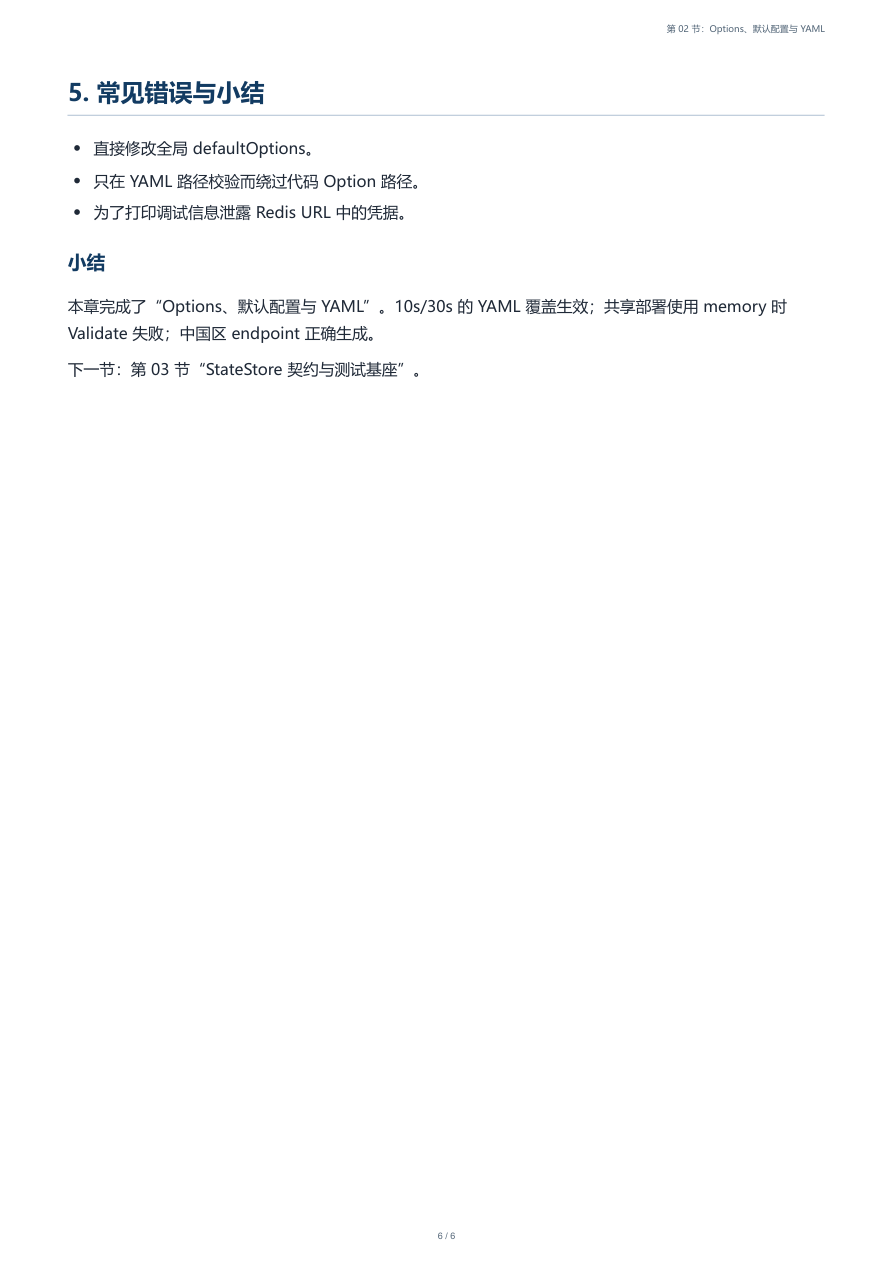 第 02 节：Options、默认配置与 YAML
5. 常见错误与小结
• 直接修改全局 defaultOptions。
• 只在 YAML 路径校验而绕过代码 Option 路径。
• 为了打印调试信息泄露 Redis URL 中的凭据。
小结
本章完成了“Options、默认配置与 YAML”。10s/30s 的 YAML 覆盖生效；共享部署使用 memory 时
Validate 失败；中国区 endpoint 正确生成。
下一节：第 03 节“StateStore 契约与测试基座”。
6 / 6